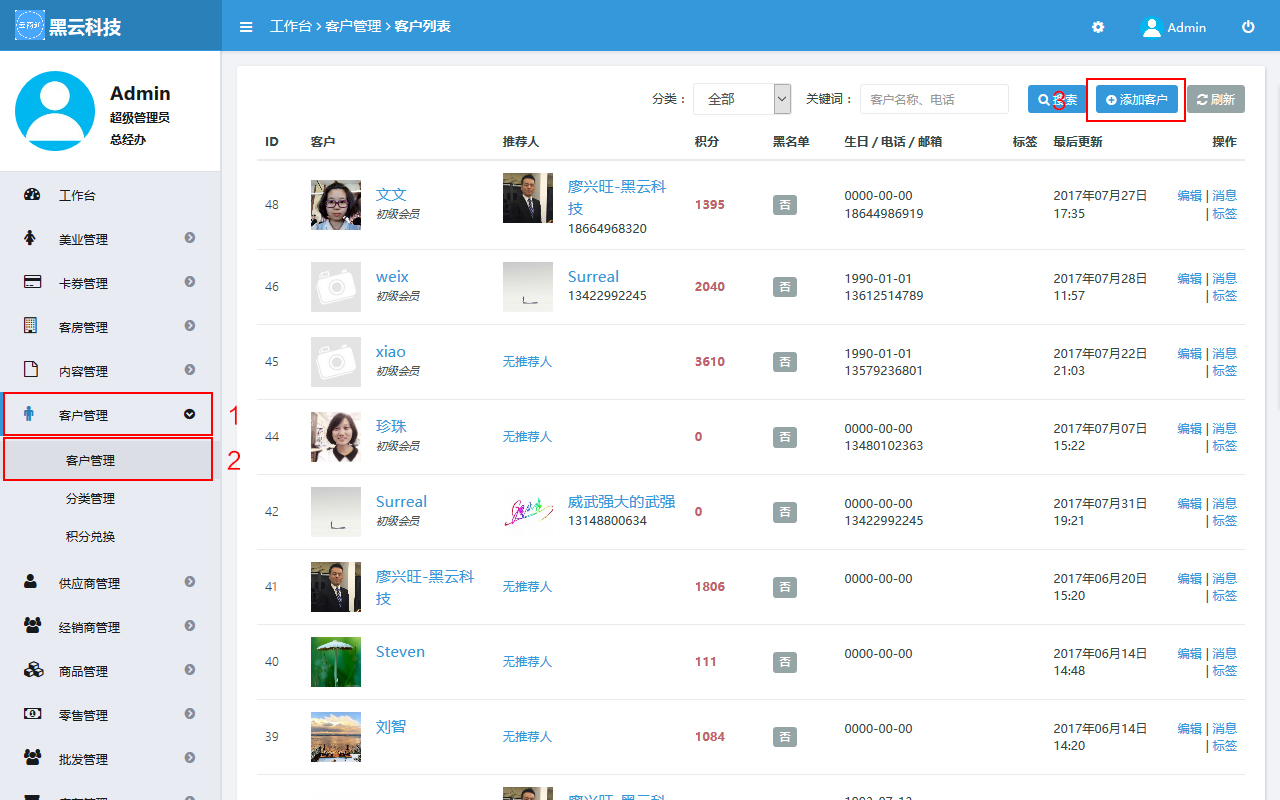 黑云科技
工作台 › 客户管理 › 客户列表
Admin
Admin
超级管理员
总经办
工作台
美业管理
卡券管理
客房管理
内容管理
客户管理
1
客户管理
2
分类管理
积分兑换
供应商管理
经销商管理
商品管理
零售管理
批发管理
分类：
全部
关键词：
客户名称、电话
搜索
3
添加客户
刷新
ID 客户 推荐人 积分 黑名单 生日 / 电话 / 邮箱 标签 最后更新 操作
48 文文 初级会员 廖兴旺-黑云科技 18664968320 1395 否 0000-00-00 18644986919 2017年07月27日 17:35 编辑 | 消息 | 标签
46 weix 初级会员 Surreal 13422992245 2040 否 1990-01-01 13612514789 2017年07月28日 11:57 编辑 | 消息 | 标签
45 xiao 初级会员 无推荐人 3610 否 1990-01-01 13579236801 2017年07月22日 21:03 编辑 | 消息 | 标签
44 珍珠 初级会员 无推荐人 0 否 0000-00-00 13480102363 2017年07月07日 15:22 编辑 | 消息 | 标签
42 Surreal 初级会员 威武强大的武强 13148800634 0 否 0000-00-00 13422992245 2017年07月31日 19:21 编辑 | 消息 | 标签
41 廖兴旺-黑云科技 无推荐人 1806 否 0000-00-00 2017年06月20日 15:20 编辑 | 消息 | 标签
40 Steven 无推荐人 111 否 0000-00-00 2017年06月14日 14:48 编辑 | 消息 | 标签
39 刘智 无推荐人 1084 否 0000-00-00 2017年06月14日 14:20 编辑 | 消息 | 标签